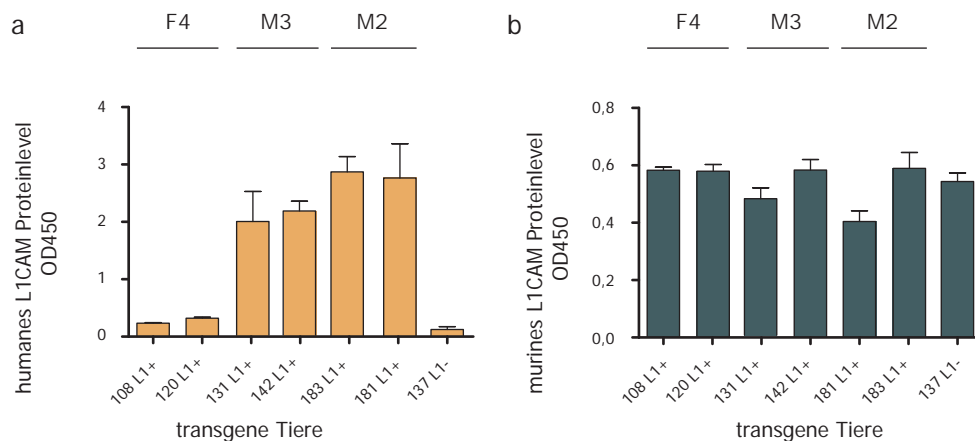 a
F4 M3 M2
humanes L1CAM Proteinlevel
OD450
4
3
2
1
0
108 L1+
120 L1+
131 L1+
142 L1+
183 L1+
181 L1+
137 L1-
transgene Tiere
b
F4 M3 M2
murines L1CAM Proteinlevel
OD450
0,8
0,6
0,4
0,2
0,0
108 L1+
120 L1+
131 L1+
142 L1+
181 L1+
183 L1+
137 L1-
transgene Tiere